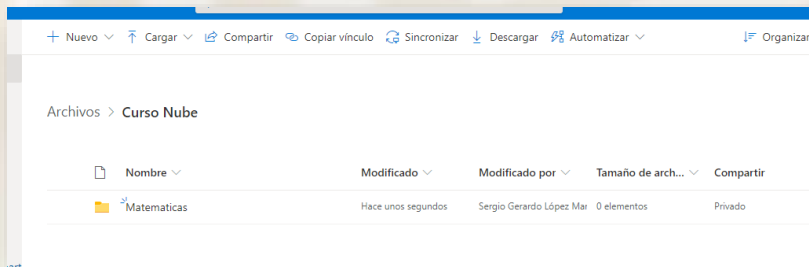 Nuevo Cargar Compartir Copiar vínculo Sincronizar Descargar Automatizar Organizar
Archivos > Curso Nube
Nombre Modificado Modificado por Tamaño de arch... Compartir
Matematicas Hace unos segundos Sergio Gerardo López Mar 0 elementos Privado